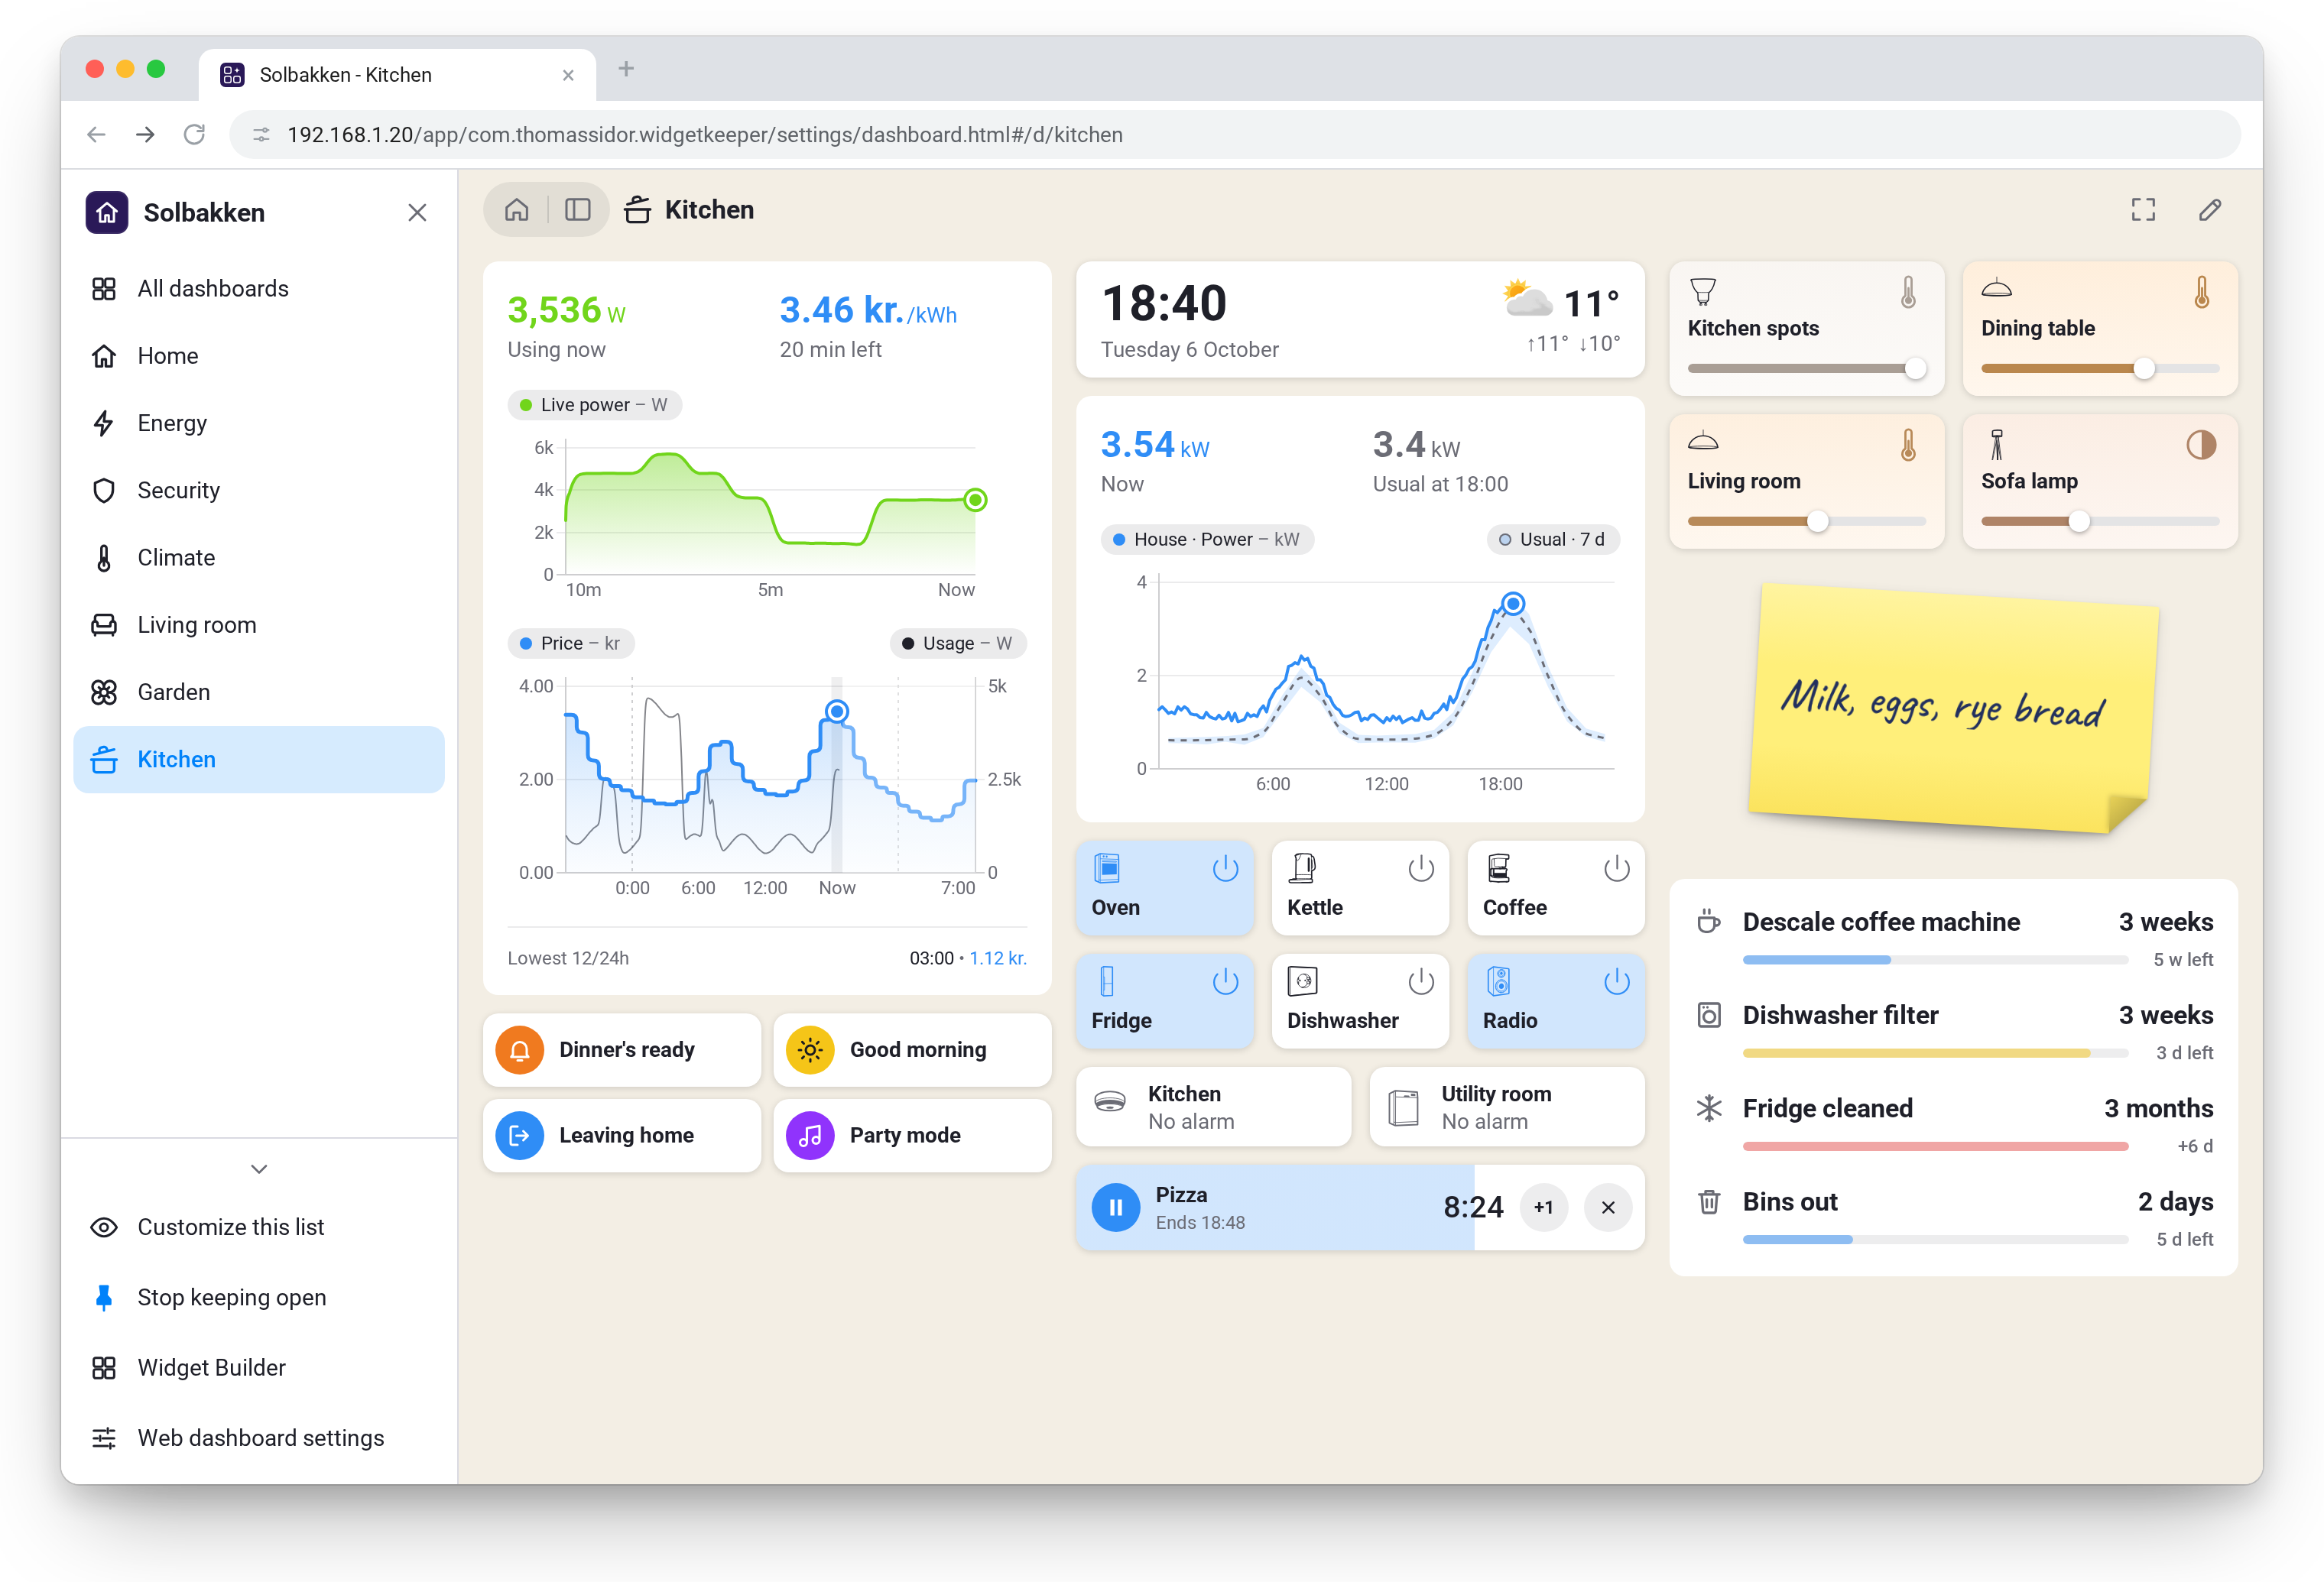 Solbakken - Kitchen
192.168.1.20/app/com.thomassidor.widgetkeeper/settings/dashboard.html#/d/kitchen
Solbakken
All dashboards
Home
Energy
Security
Climate
Living room
Garden
Kitchen
Customize this list
Stop keeping open
Widget Builder
Web dashboard settings
Kitchen
3,536 W
Using now
3.46 kr./kWh
20 min left
Live power – W
6k
4k
2k
0
10m 5m Now
Price – kr
Usage – W
4.00 5k
2.00 2.5k
0.00 0
0:00 6:00 12:00 Now 7:00
Lowest 12/24h
03:00 • 1.12 kr.
Dinner's ready
Good morning
Leaving home
Party mode
18:40
Tuesday 6 October
11°
↑11° ↓10°
3.54 kW
Now
3.4 kW
Usual at 18:00
House · Power – kW
Usual · 7 d
4
2
0
6:00 12:00 18:00
Oven
Kettle
Coffee
Fridge
Dishwasher
Radio
Kitchen
No alarm
Utility room
No alarm
Pizza
Ends 18:48
8:24
+1
Kitchen spots
Dining table
Living room
Sofa lamp
Milk, eggs, rye bread
Descale coffee machine 3 weeks
5 w left
Dishwasher filter 3 weeks
3 d left
Fridge cleaned 3 months
+6 d
Bins out 2 days
5 d left